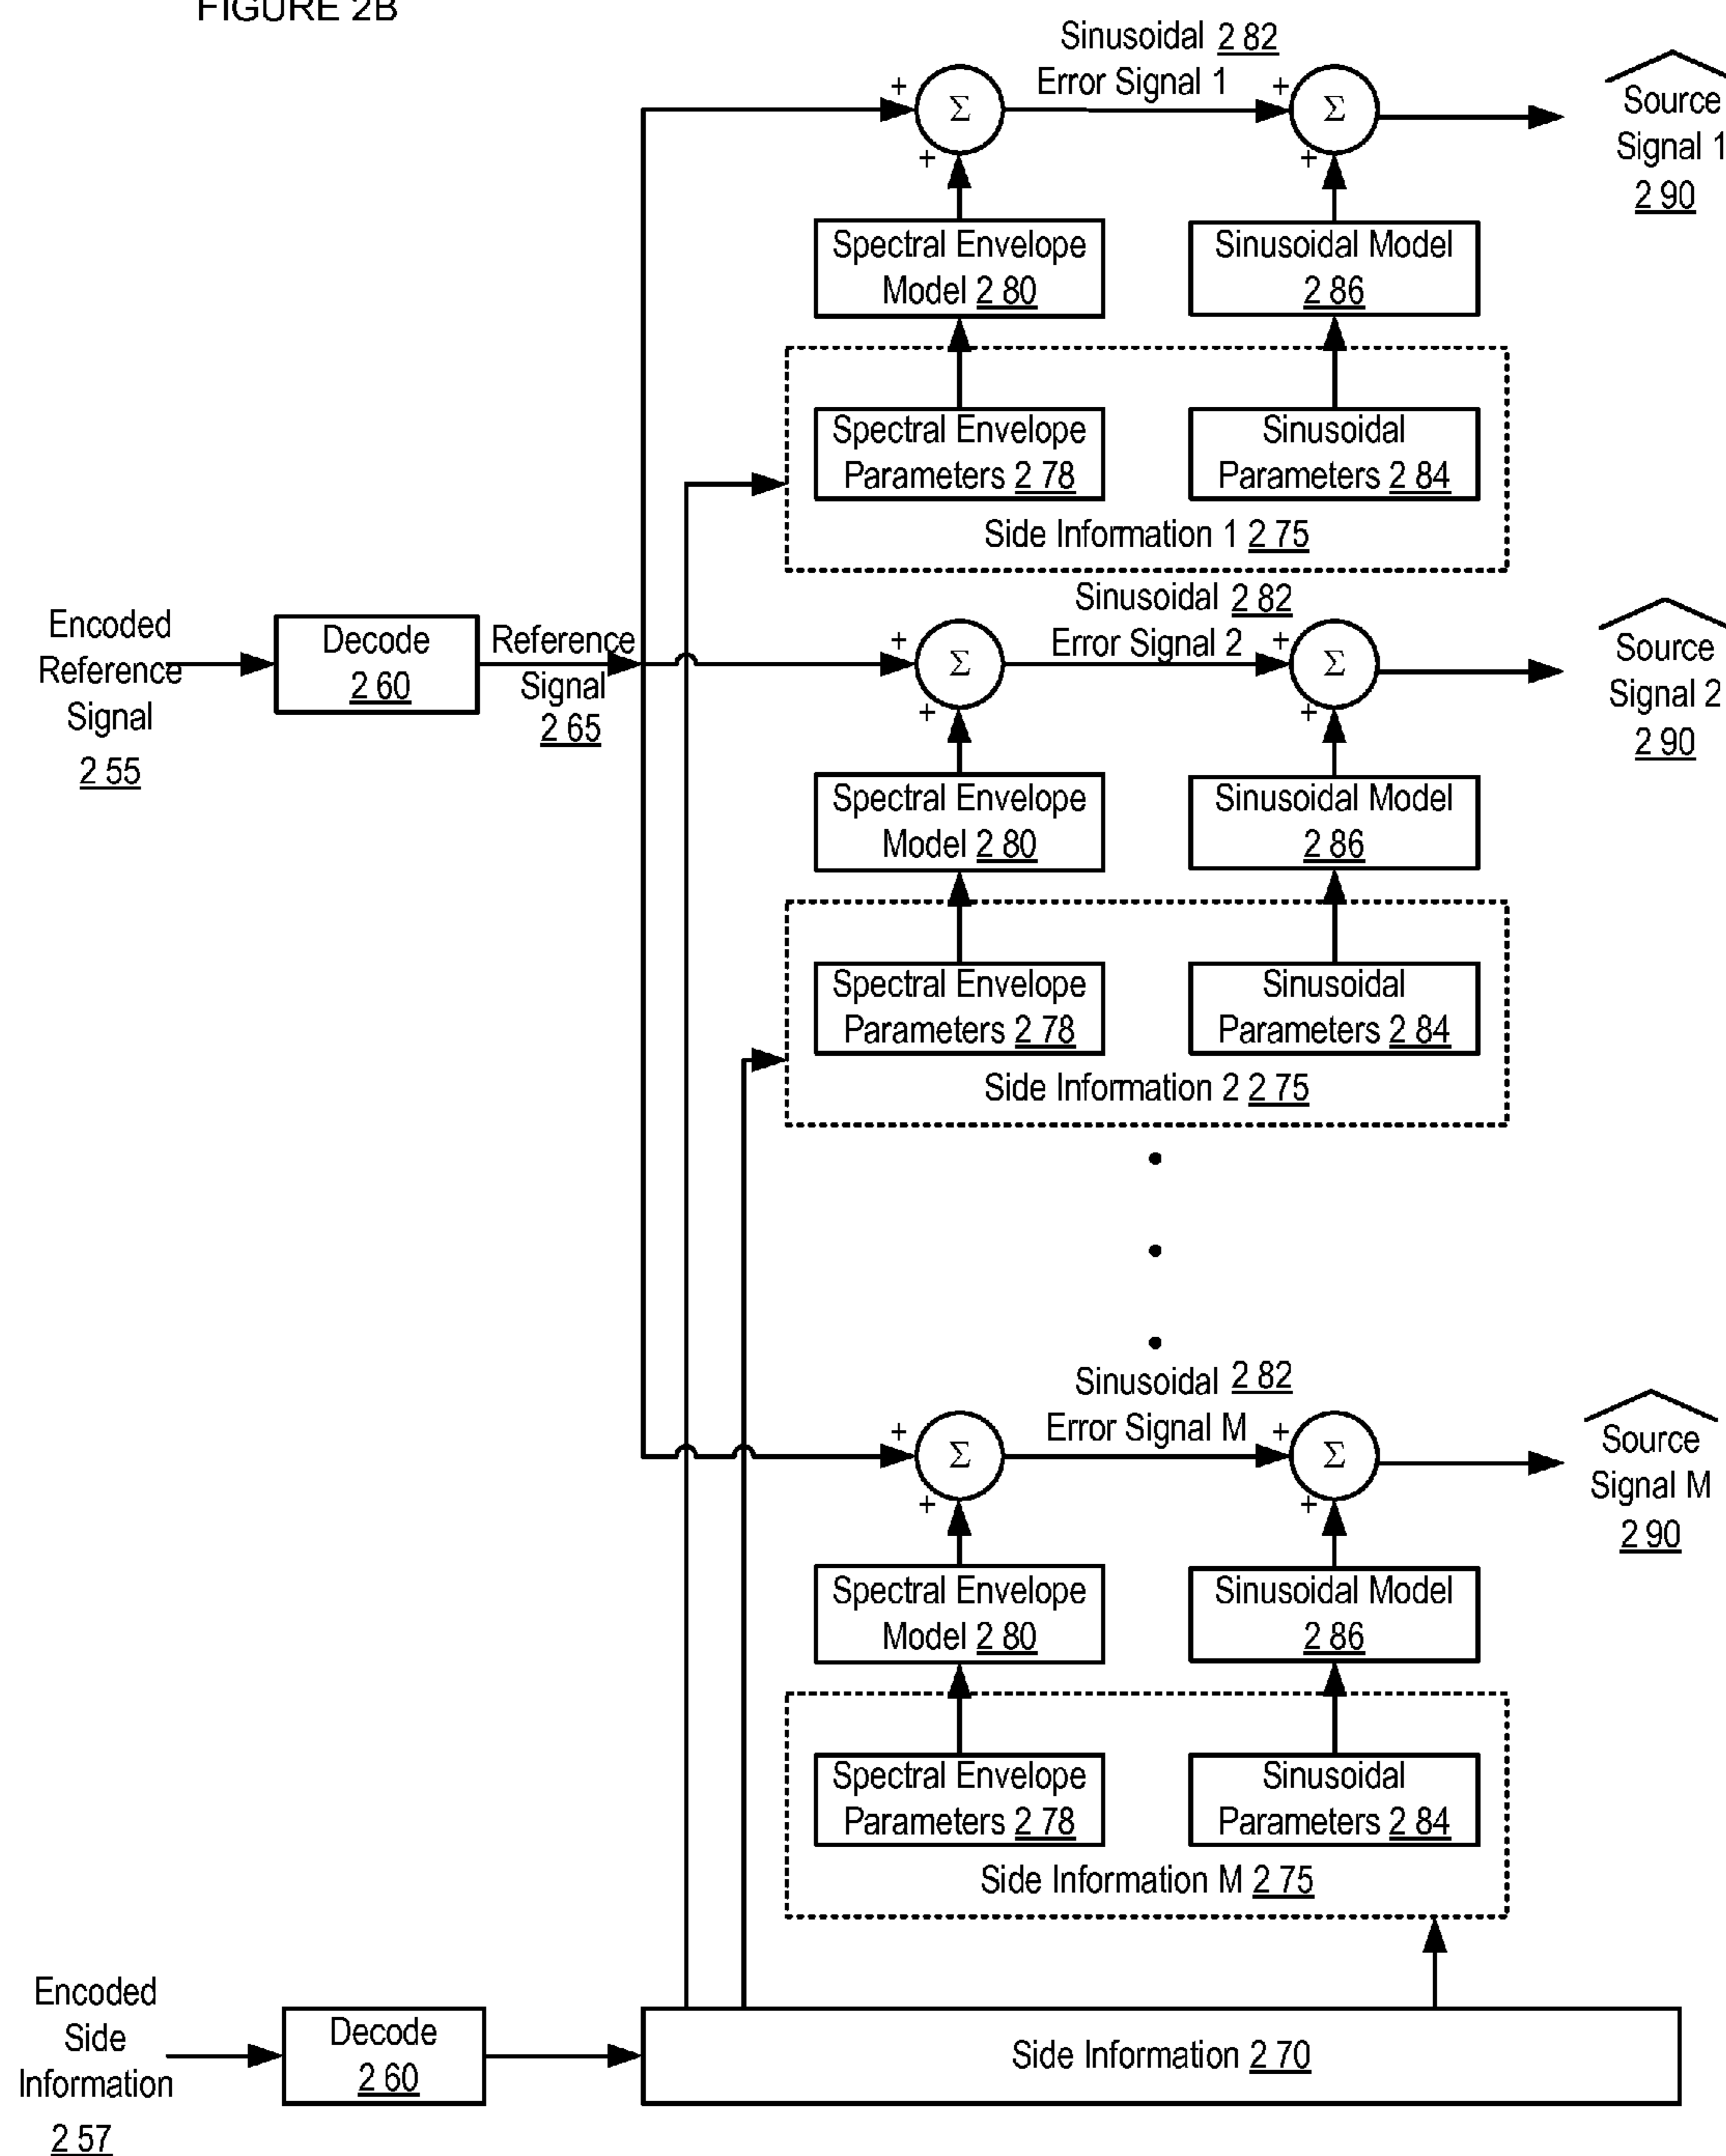 FIGURE 2B
Sinusoidal 2 82
Error Signal 1
+
+
Σ
Σ
+
+
Source
Signal 1
2 90
Spectral Envelope
Model 2 80
Sinusoidal Model
2 86
Spectral Envelope
Parameters 2 78
Sinusoidal
Parameters 2 84
Side Information 1 2 75
Encoded
Reference
Signal
2 55
Decode
2 60
Reference
Signal
2 65
Sinusoidal 2 82
Error Signal 2
+
+
Σ
Σ
+
+
Source
Signal 2
2 90
Spectral Envelope
Model 2 80
Sinusoidal Model
2 86
Spectral Envelope
Parameters 2 78
Sinusoidal
Parameters 2 84
Side Information 2 2 75
Sinusoidal 2 82
Error Signal M
+
+
Σ
Σ
+
+
Source
Signal M
2 90
Spectral Envelope
Model 2 80
Sinusoidal Model
2 86
Spectral Envelope
Parameters 2 78
Sinusoidal
Parameters 2 84
Side Information M 2 75
Encoded
Side
Information
2 57
Decode
2 60
Side Information 2 70